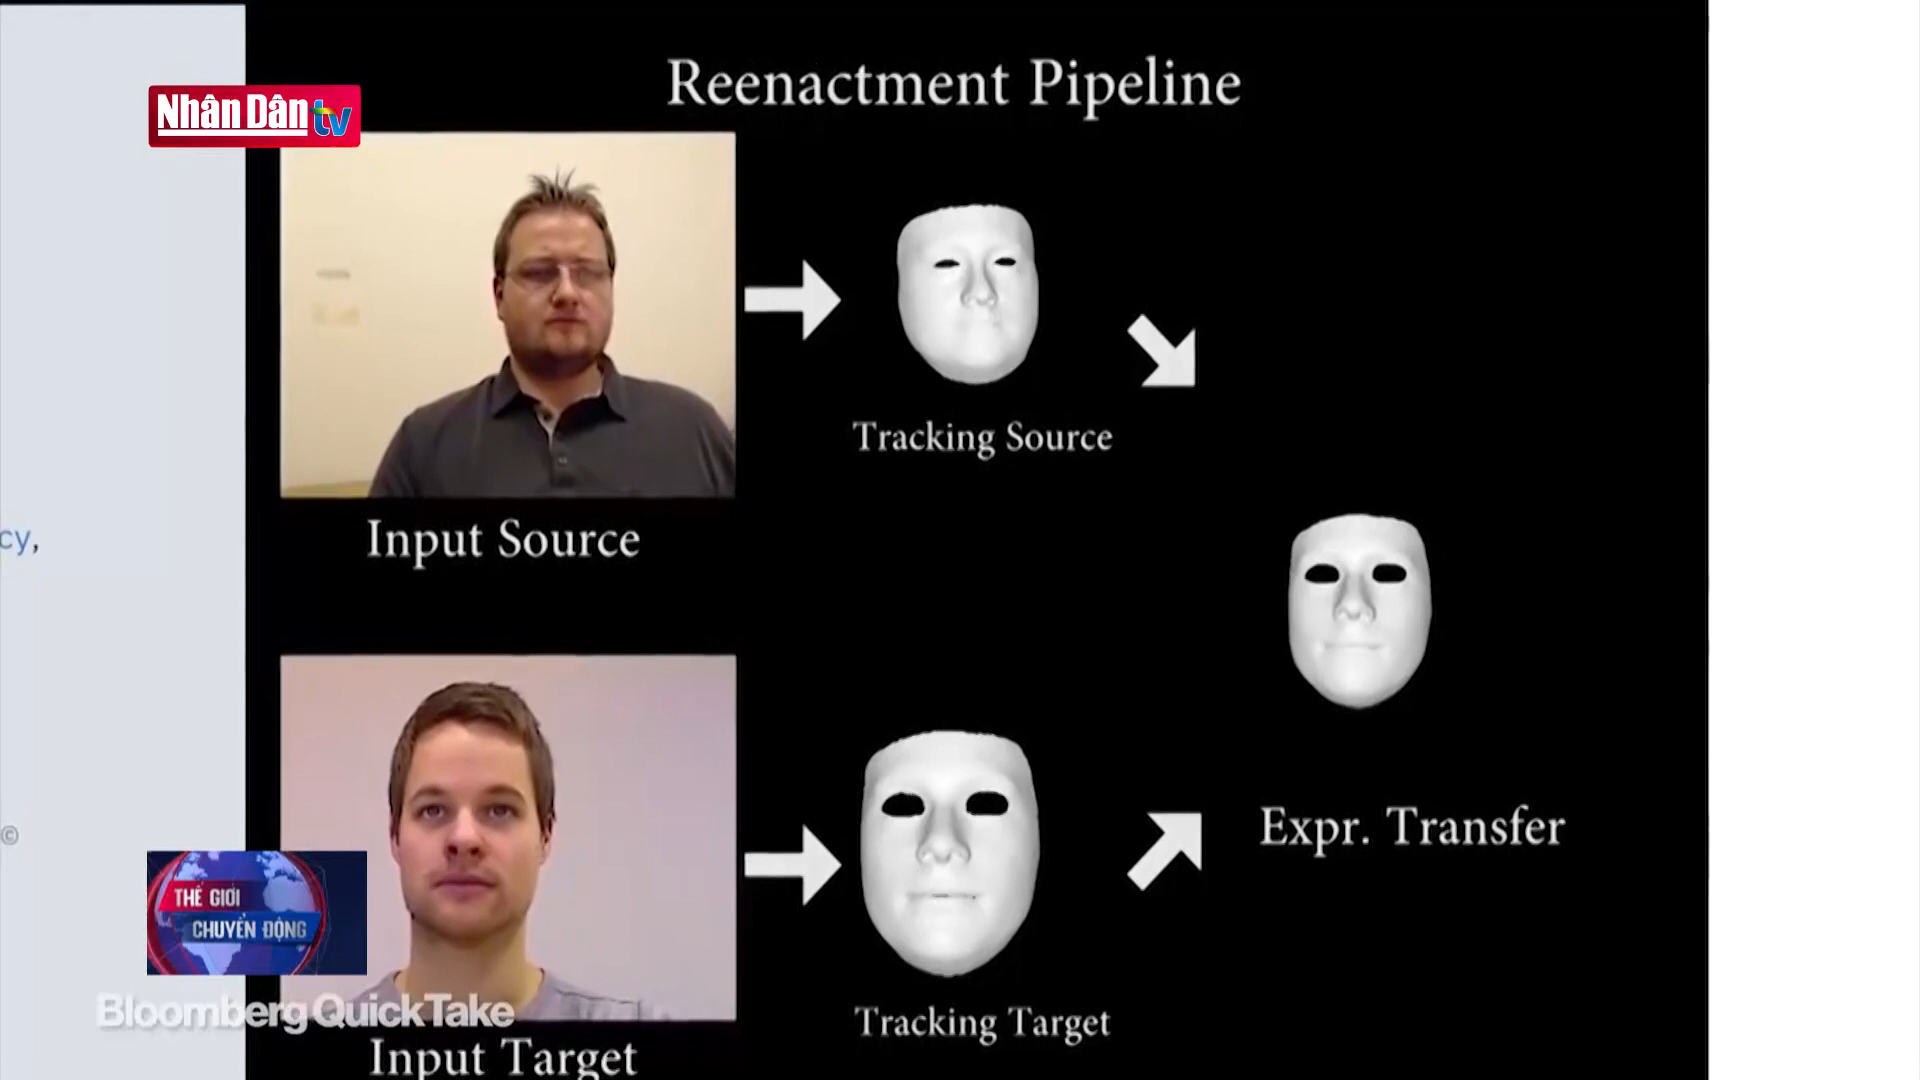 Reenactment Pipeline
Nhân Dân tv
Tracking Source
Input Source
cy,
Expr. Transfer
©
THẾ GIỚI
CHUYỂN ĐỘNG
Bloomberg QuickTake
Tracking Target
Input Target